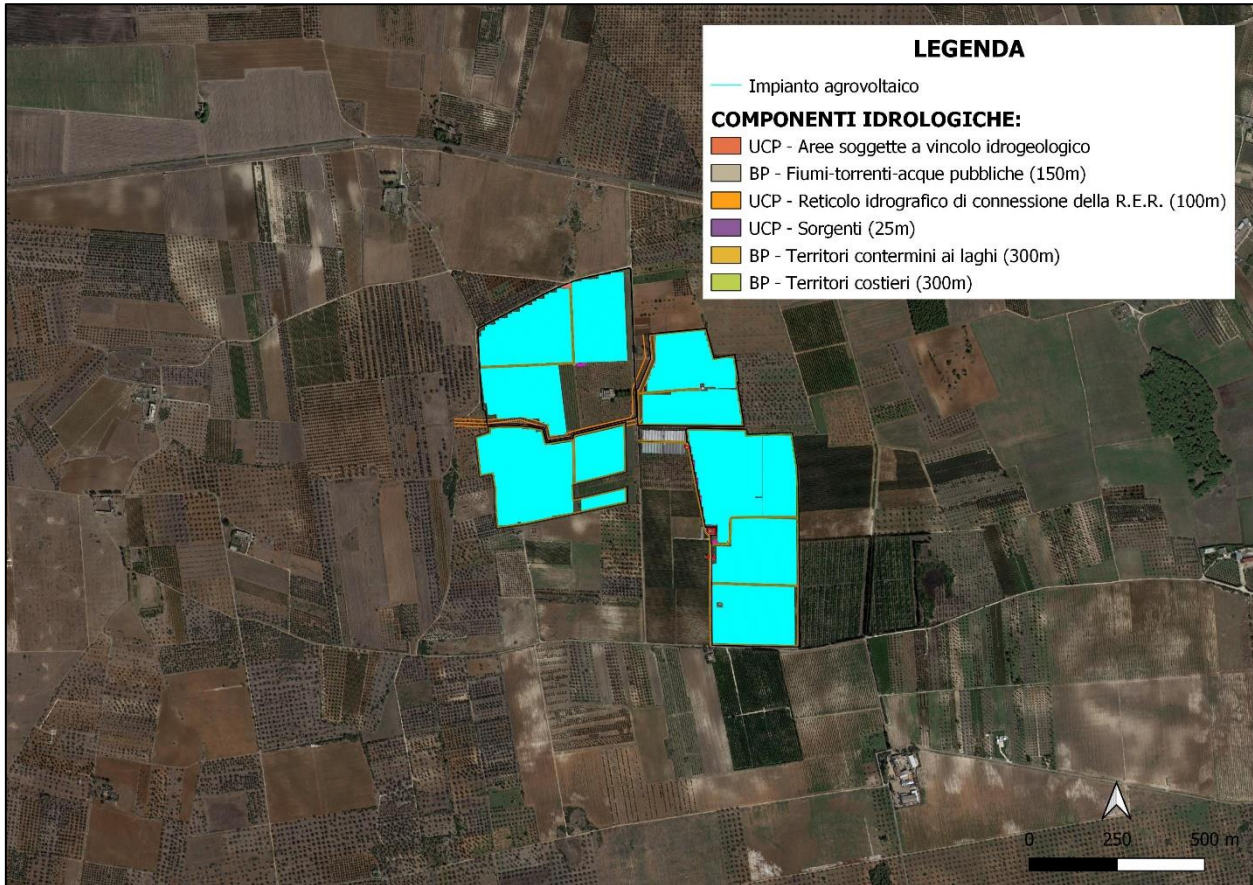 LEGENDA
Impianto agrovoltaico
COMPONENTI IDROLOGICHE:
UCP - Aree soggette a vincolo idrogeologico
BP - Fiumi-torrenti-acque pubbliche (150m)
UCP - Reticolo idrografico di connessione della R.E.R. (100m)
UCP - Sorgenti (25m)
BP - Territori contermini ai laghi (300m)
BP - Territori costieri (300m)
0 250 500 m